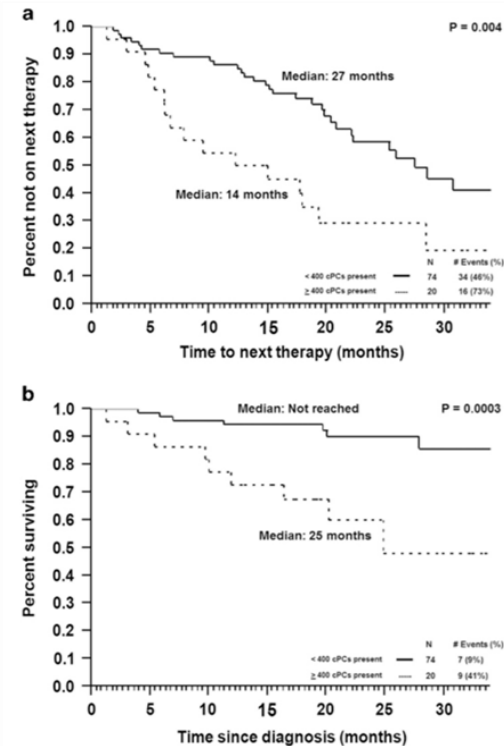 a
P = 0.004
Percent not on next therapy
1.0
0.9
0.8
0.7
0.6
0.5
0.4
0.3
0.2
0.1
0.0
Median: 27 months
Median: 14 months
N # Events (%)
<400 cPCs present 74 34 (46%)
≥400 cPCs present 20 16 (73%)
0 5 10 15 20 25 30
Time to next therapy (months)
b
Median: Not reached
P = 0.0003
Percent surviving
1.0
0.9
0.8
0.7
0.6
0.5
0.4
0.3
0.2
0.1
0.0
Median: 25 months
N # Events (%)
<400 cPCs present 74 7 (9%)
≥400 cPCs present 20 9 (41%)
0 5 10 15 20 25 30
Time since diagnosis (months)